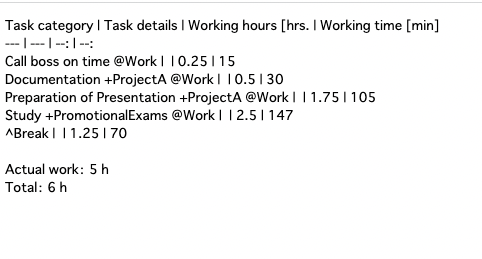 Task category | Task details | Working hours [hrs. | Working time [min]
--- | --- | --: | --:
Call boss on time @Work | | 0.25 | 15
Documentation +ProjectA @Work | | 0.5 | 30
Preparation of Presentation +ProjectA @Work | | 1.75 | 105
Study +PromotionalExams @Work | | 2.5 | 147
^Break | | 1.25 | 70
Actual work: 5 h
Total: 6 h